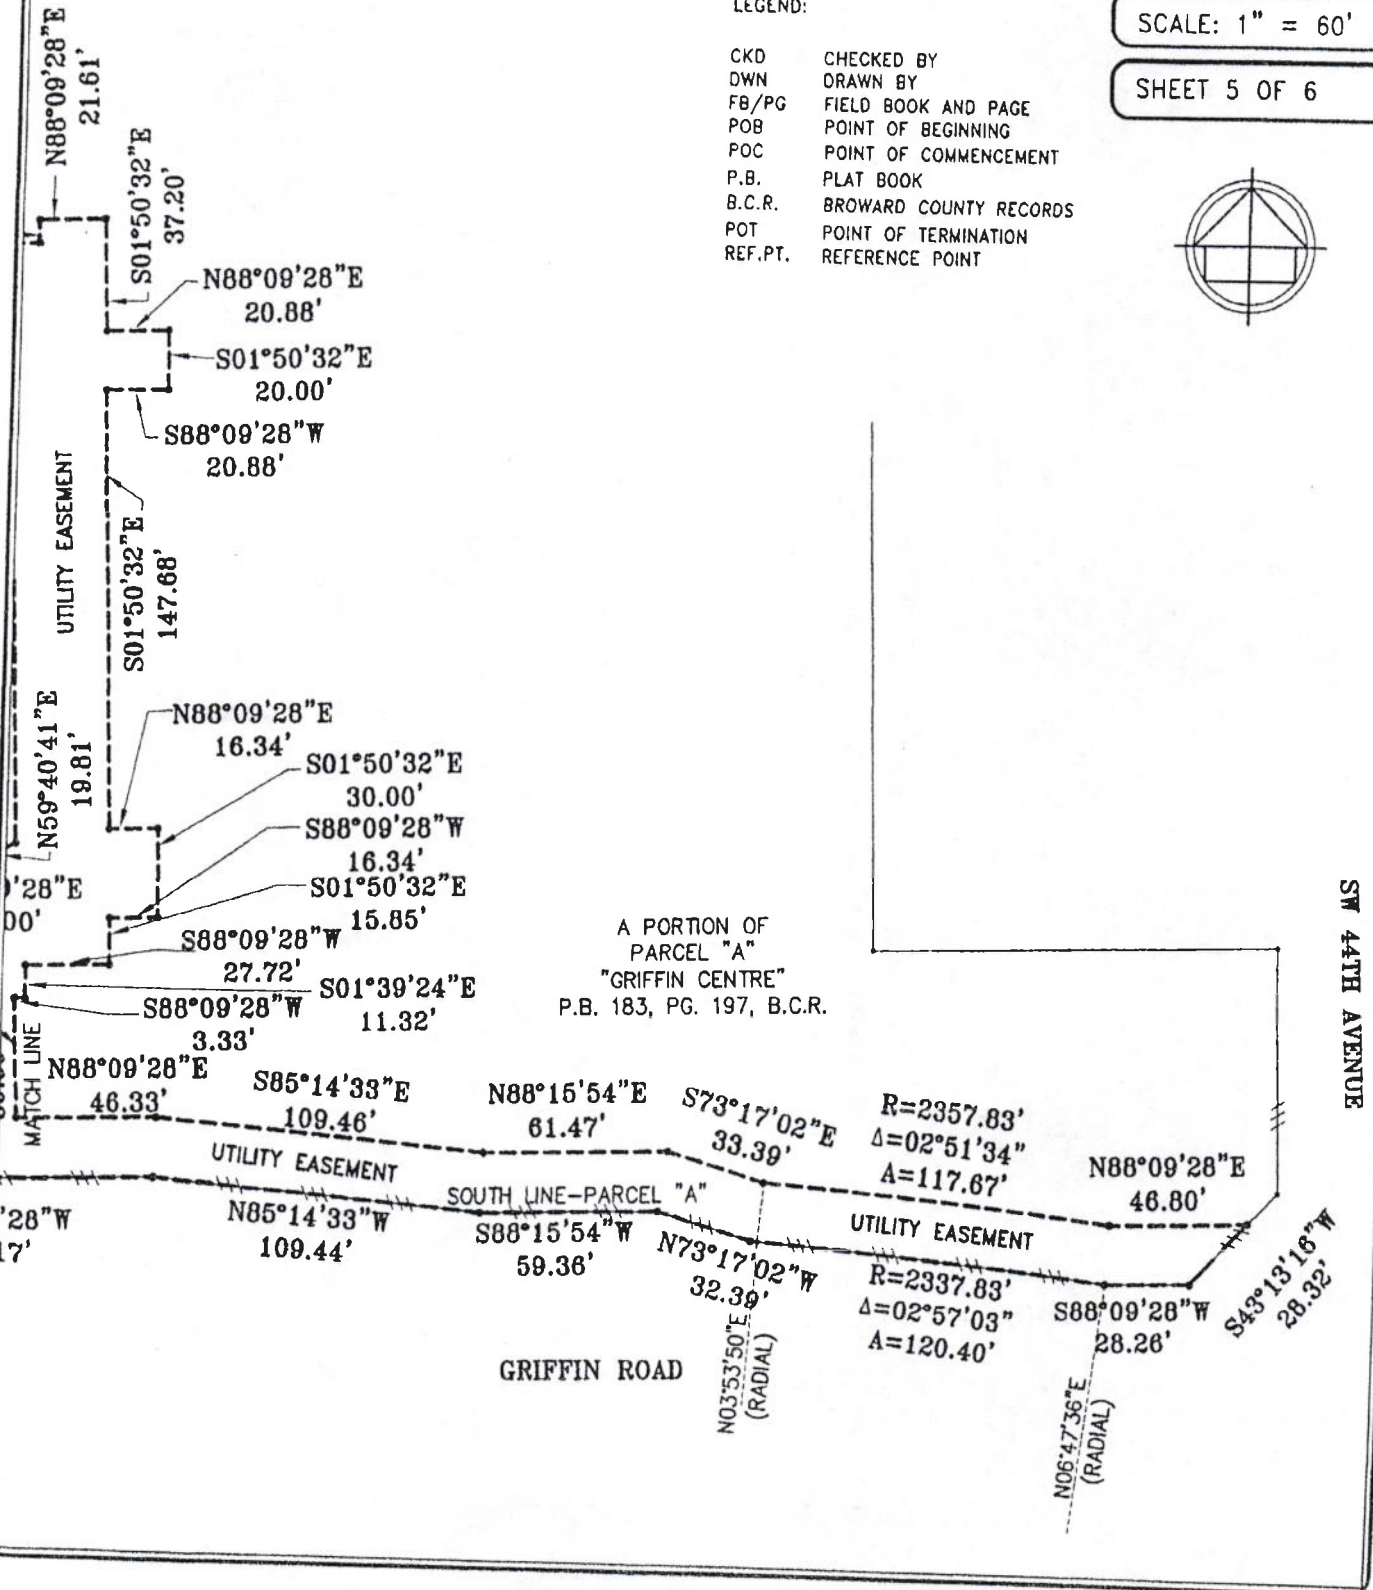 LEGEND:
CKD CHECKED BY
DWN DRAWN BY
FB/PG FIELD BOOK AND PAGE
POB POINT OF BEGINNING
POC POINT OF COMMENCEMENT
P.B. PLAT BOOK
B.C.R. BROWARD COUNTY RECORDS
POT POINT OF TERMINATION
REF.PT. REFERENCE POINT
SCALE: 1" = 60'
SHEET 5 OF 6
N88°09'28"E
21.61'
S01°50'32"E
37.20'
N88°09'28"E
20.88'
S01°50'32"E
20.00'
S88°09'28"W
20.88'
UTILITY EASEMENT
S01°50'32"E
147.68'
N59°40'41"E
19.81'
N88°09'28"E
16.34'
S01°50'32"E
30.00'
S88°09'28"W
16.34'
S01°50'32"E
15.85'
'28"E
00'
S88°09'28"W
27.72'
S01°39'24"E
11.32'
S88°09'28"W
3.33'
MATCH LINE
A PORTION OF
PARCEL "A"
"GRIFFIN CENTRE"
P.B. 183, PG. 197, B.C.R.
SW 44TH AVENUE
N88°09'28"E
46.33'
S85°14'33"E
109.46'
N88°15'54"E
61.47'
S73°17'02"E
33.39'
R=2357.83'
Δ=02°51'34"
A=117.67'
N88°09'28"E
46.80'
UTILITY EASEMENT
SOUTH LINE-PARCEL "A"
UTILITY EASEMENT
'28"W
17'
N85°14'33"W
109.44'
S88°15'54"W
59.36'
N73°17'02"W
32.39'
R=2337.83'
Δ=02°57'03"
A=120.40'
S88°09'28"W
28.26'
S43°13'16"W
28.32'
GRIFFIN ROAD
N03°53'50"E
(RADIAL)
N06°47'36"E
(RADIAL)